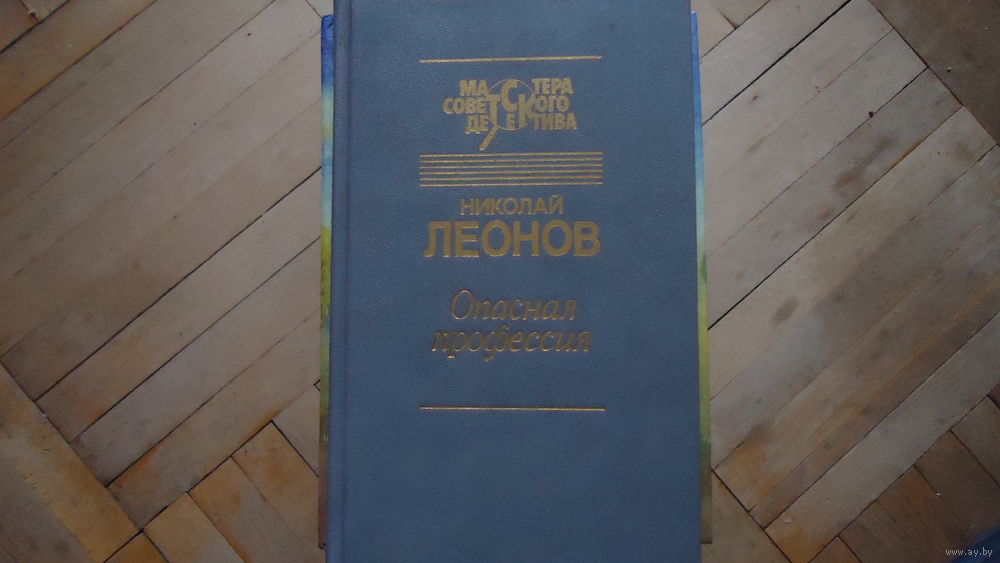 МАСТЕРА
СОВЕТСКОГО
ДЕТЕКТИВА
НИКОЛАЙ
ЛЕОНОВ
Опасная
профессия
www.ay.by